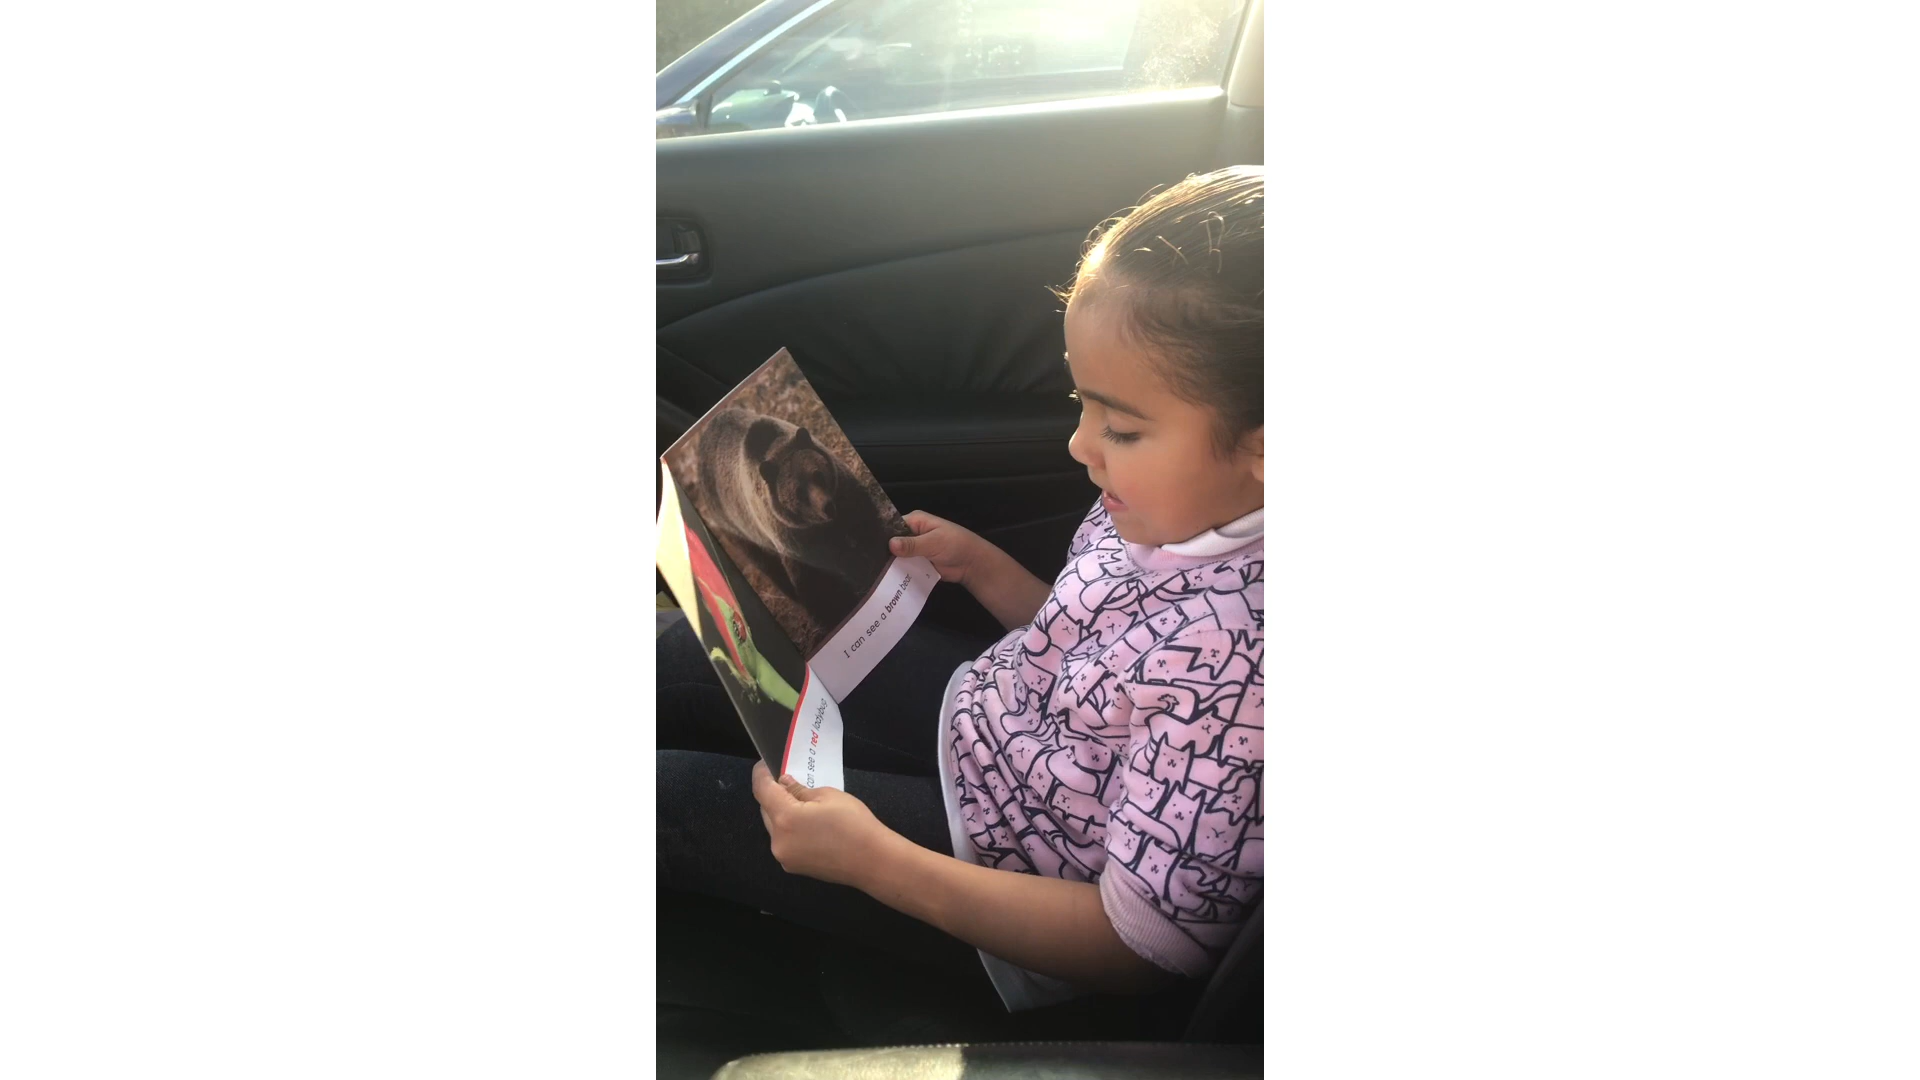 can see a red ladybug.
I can see a brown bear.